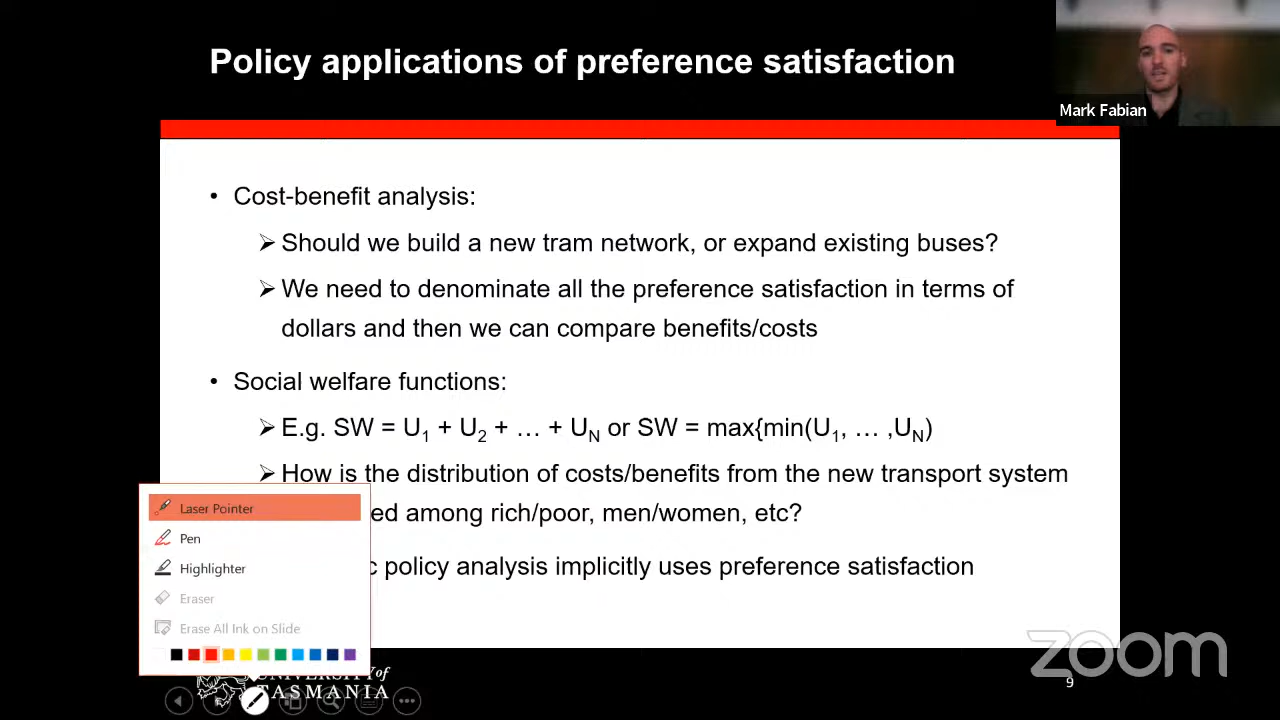 Policy applications of preference satisfaction
Mark Fabian
• Cost-benefit analysis:
➢ Should we build a new tram network, or expand existing buses?
➢ We need to denominate all the preference satisfaction in terms of
dollars and then we can compare benefits/costs
• Social welfare functions:
➢ E.g. SW = U1 + U2 + … + UN or SW = max{min(U1, … ,UN)
➢ How is the distribution of costs/benefits from the new transport system
ed among rich/poor, men/women, etc?
c policy analysis implicitly uses preference satisfaction
Laser Pointer
Pen
Highlighter
Eraser
Erase All Ink on Slide
UNIVERSITY of
TASMANIA
zoom
9